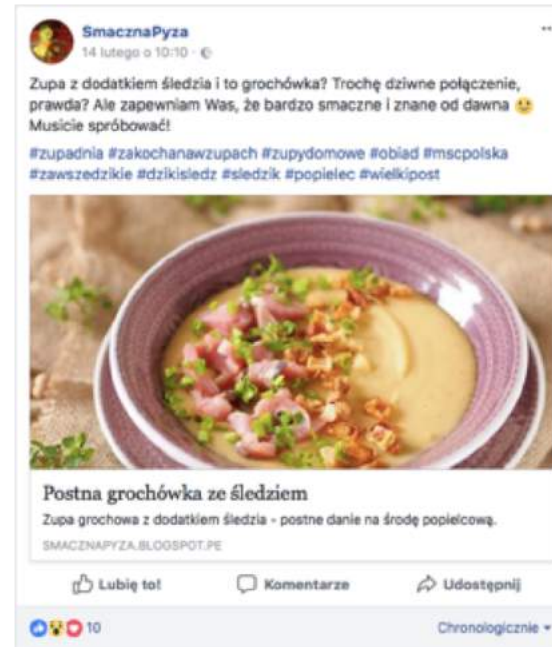 SmacznaPyza
14 lutego o 10:10 ·
Zupa z dodatkiem śledzia i to grochówka? Trochę dziwne połączenie,
prawda? Ale zapewniam Was, że bardzo smaczne i znane od dawna
Musicie spróbować!
#zupadnia #zakochanawzupach #zupydomowe #obiad #mscpolska
#zawszedzikie #dzikisledz #sledzik #popielec #wielkipost
Postna grochówka ze śledziem
Zupa grochowa z dodatkiem śledzia - postne danie na środę popielcową.
SMACZNAPYZA.BLOGSPOT.PE
Lubię to! Komentarze Udostępnij
10 Chronologicznie